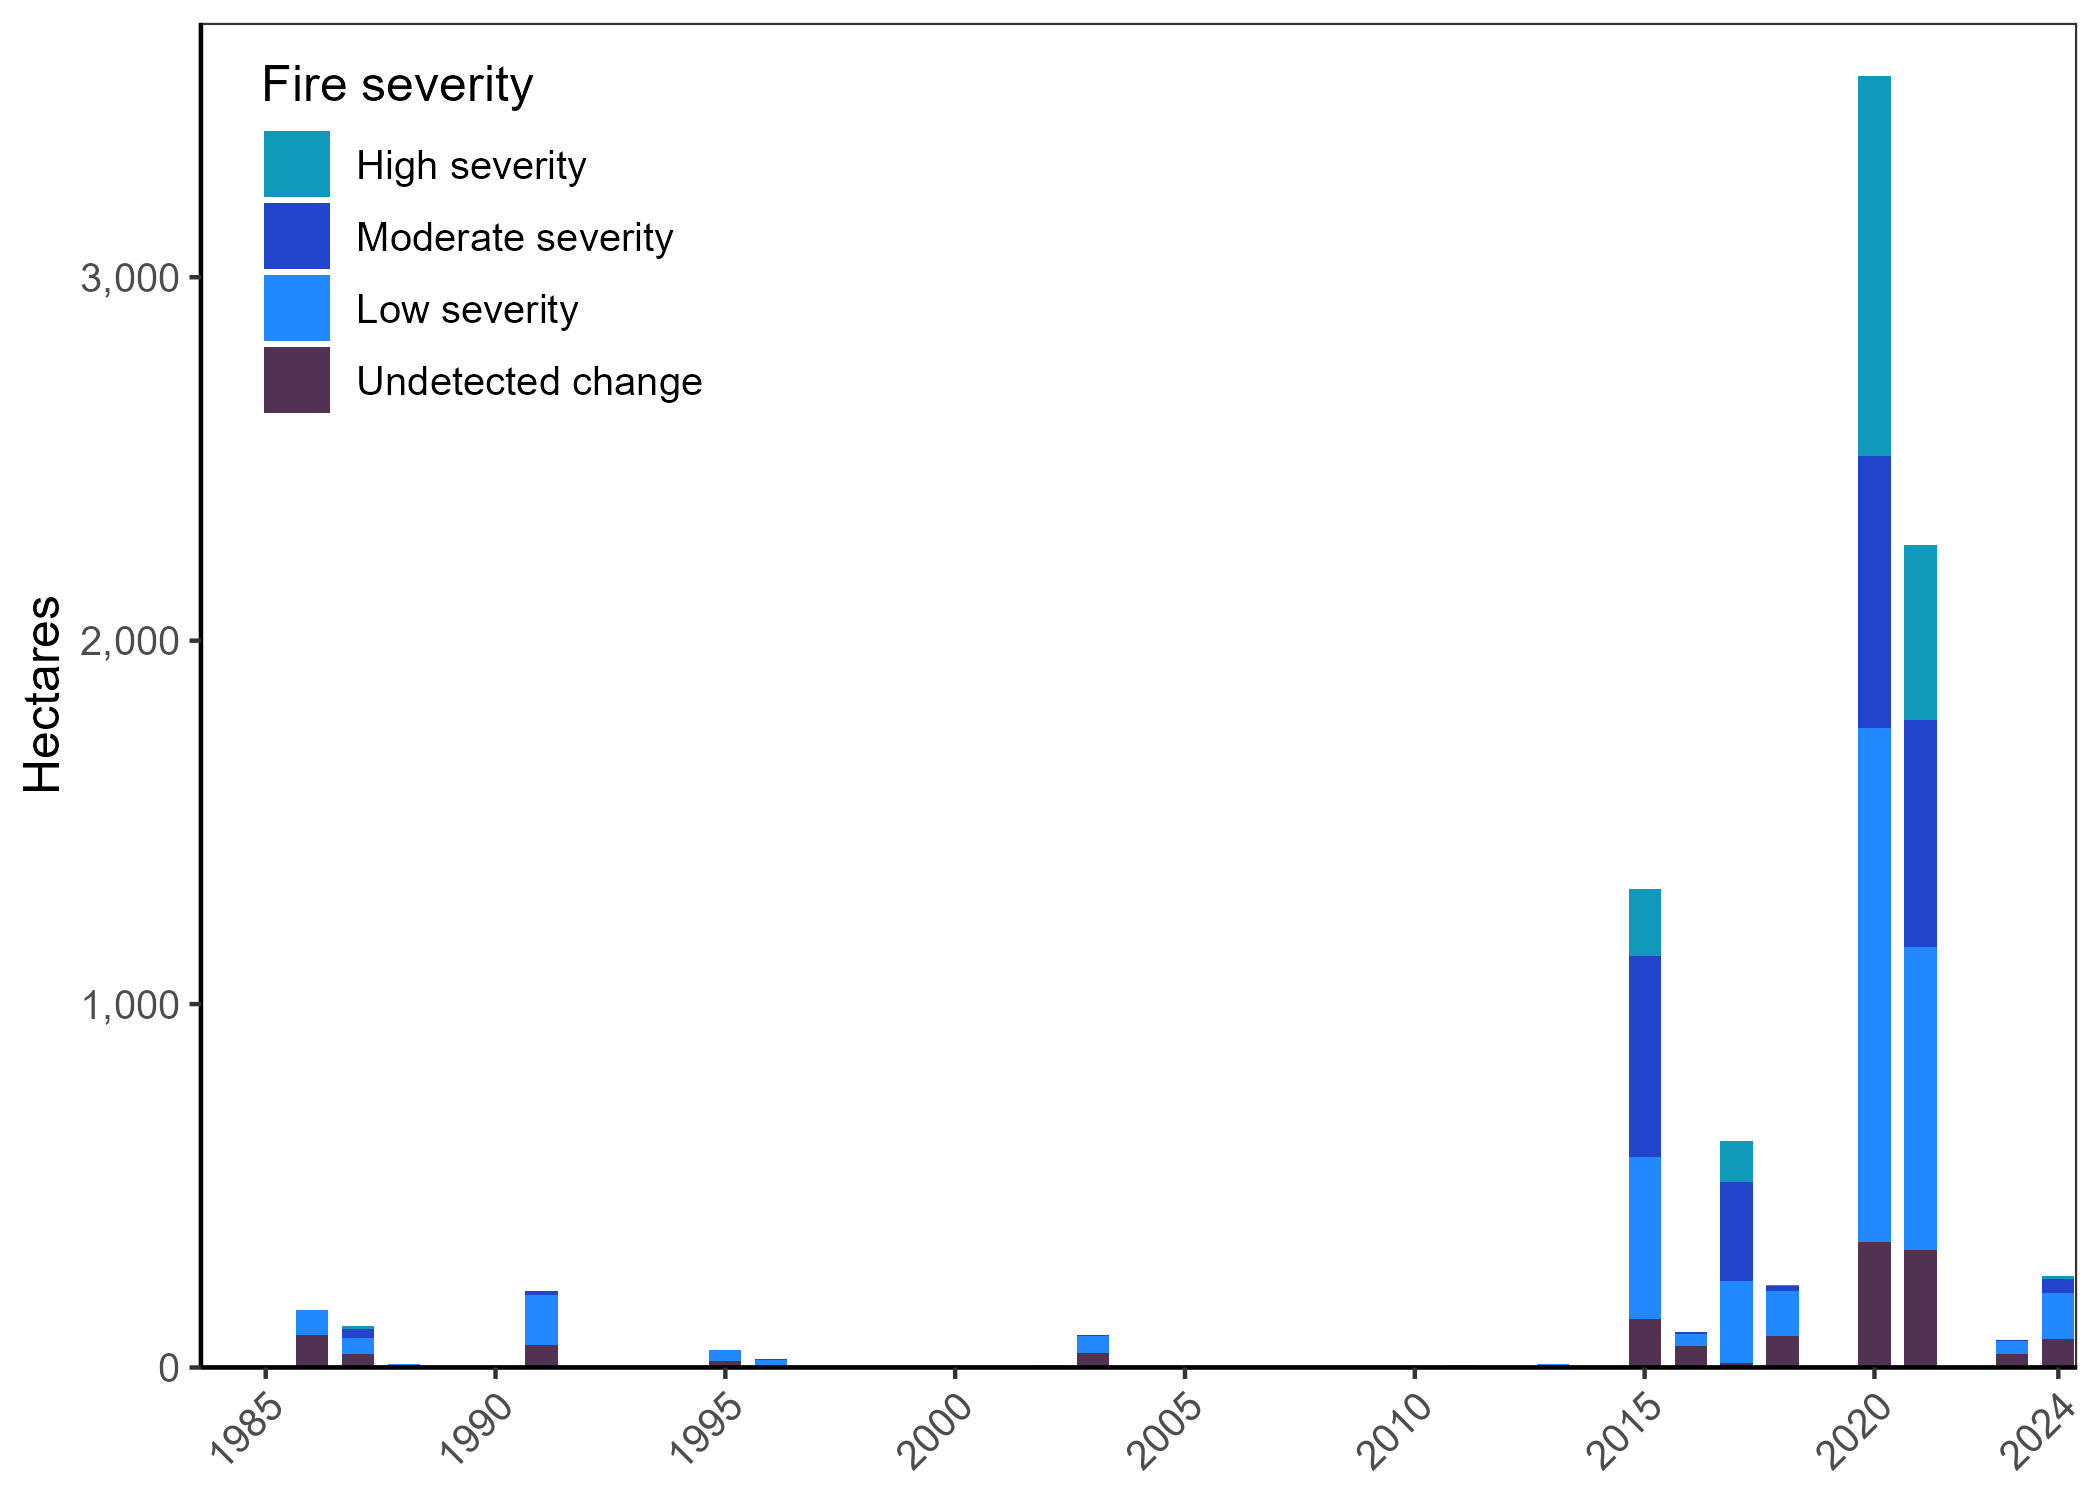 Fire severity
High severity
Moderate severity
Low severity
Undetected change
Hectares
3,000
2,000
1,000
0
1985
1990
1995
2000
2005
2010
2015
2020
2024